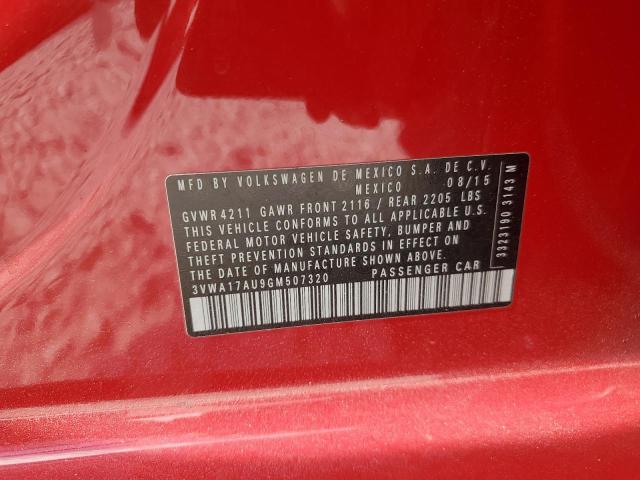 MFD BY VOLKSWAGEN DE MEXICO S.A. DE C.V.
MEXICO 08/15
GVWR 4211 GAWR FRONT 2116 / REAR 2205 LBS
THIS VEHICLE CONFORMS TO ALL APPLICABLE U.S.
FEDERAL MOTOR VEHICLE SAFETY, BUMPER AND
THEFT PREVENTION STANDARDS IN EFFECT ON
THE DATE OF MANUFACTURE SHOWN ABOVE.
3VWA17AU9GM507320 PASSENGER CAR
3323190 3143 M